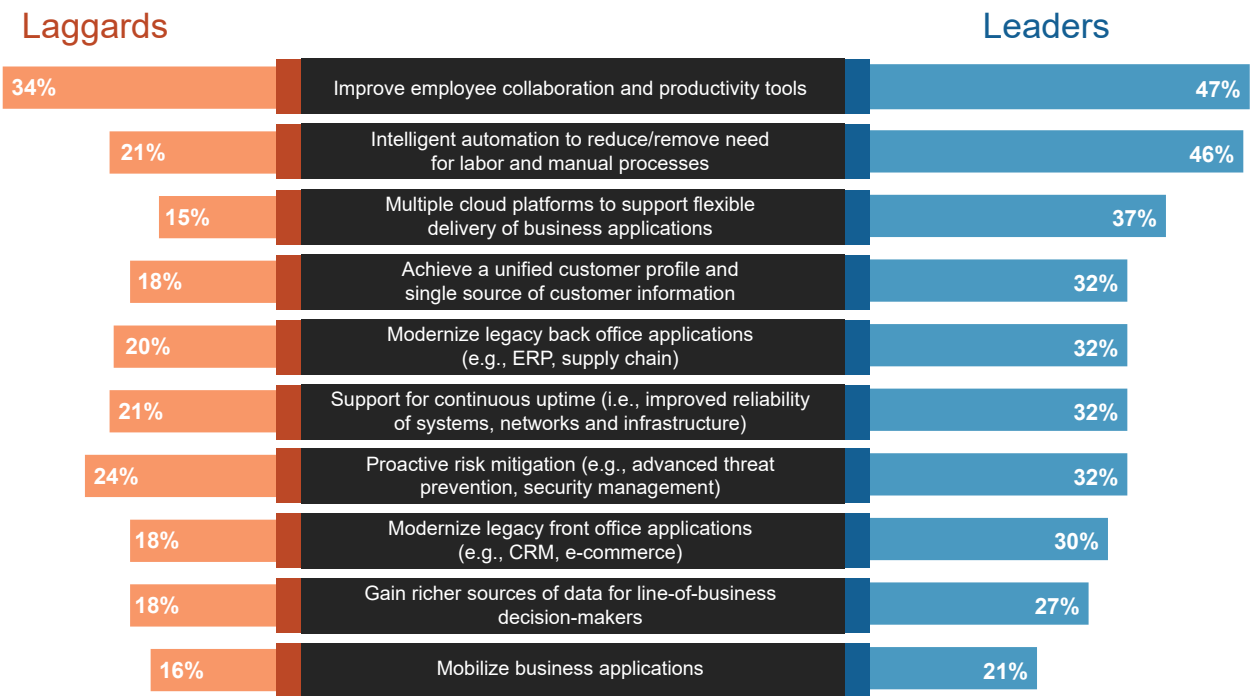 Laggards
Leaders
34%
Improve employee collaboration and productivity tools
47%
21%
Intelligent automation to reduce/remove need
for labor and manual processes
46%
15%
Multiple cloud platforms to support flexible
delivery of business applications
37%
18%
Achieve a unified customer profile and
single source of customer information
32%
20%
Modernize legacy back office applications
(e.g., ERP, supply chain)
32%
21%
Support for continuous uptime (i.e., improved reliability
of systems, networks and infrastructure)
32%
24%
Proactive risk mitigation (e.g., advanced threat
prevention, security management)
32%
18%
Modernize legacy front office applications
(e.g., CRM, e-commerce)
30%
18%
Gain richer sources of data for line-of-business
decision-makers
27%
16%
Mobilize business applications
21%